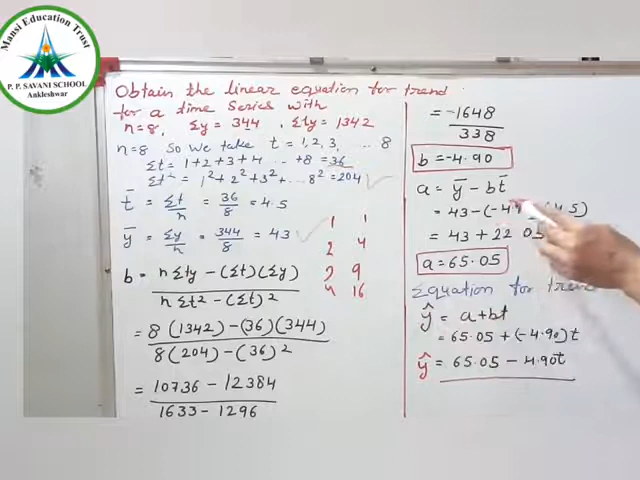 Mansi Education Trust
P. P. SAVANI SCHOOL
Ankleshwar
Obtain the linear equation for trend
for a time series with
n=8, Σy = 344, Σty = 1342
n=8 So we take t = 1, 2, 3, ... 8
Σt = 1+2+3+4 ... +8 = 36
Σt² = 1²+2²+3²+...8² = 204
t̄ = Σt/n = 36/8 = 4.5
ȳ = Σy/n = 344/8 = 43
1 1
2 4
3 9
4 16
b = nΣty − (Σt)(Σy) / nΣt² − (Σt)²
= 8(1342) − (36)(344) / 8(204) − (36)2
= 10736 − 12384 / 1633 − 1296
= −1648 / 338
b = −4.90
a = ȳ − bt̄
= 43 − (−4.9
= 43 + 22 05
a = 65.05
Equation for
ŷ = a+bt
= 65.05 + (−4.90)t
ŷ = 65.05 − 4.90t